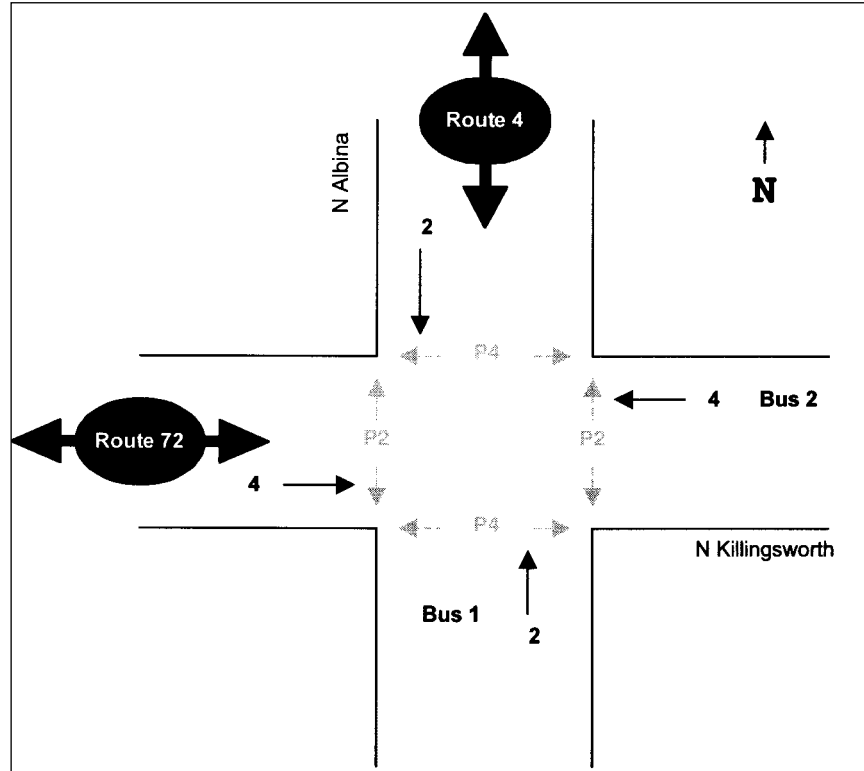 Route 4
N Albina
N
2
P4
4 Bus 2
Route 72
P2
P2
4
P4
N Killingsworth
Bus 1
2